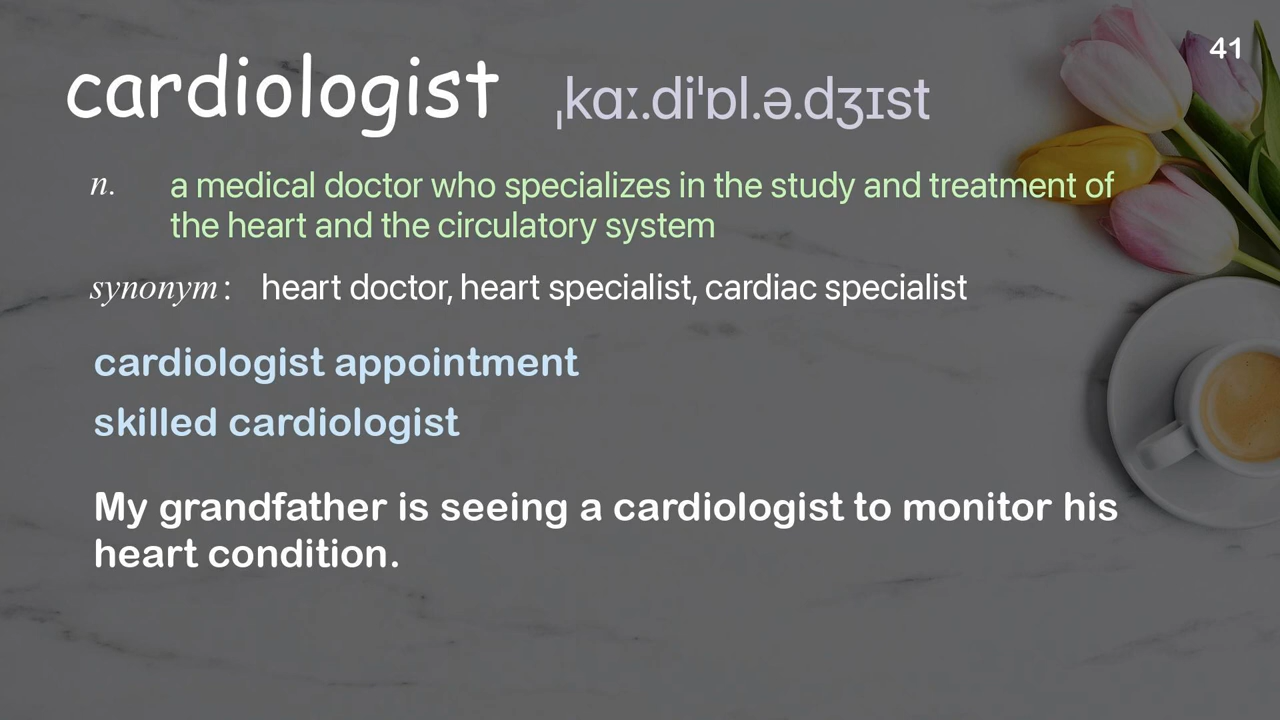 41
cardiologist ˌkɑː.diˈɒl.ə.dʒɪst
n. a medical doctor who specializes in the study and treatment of
the heart and the circulatory system
synonym : heart doctor, heart specialist, cardiac specialist
cardiologist appointment
skilled cardiologist
My grandfather is seeing a cardiologist to monitor his
heart condition.